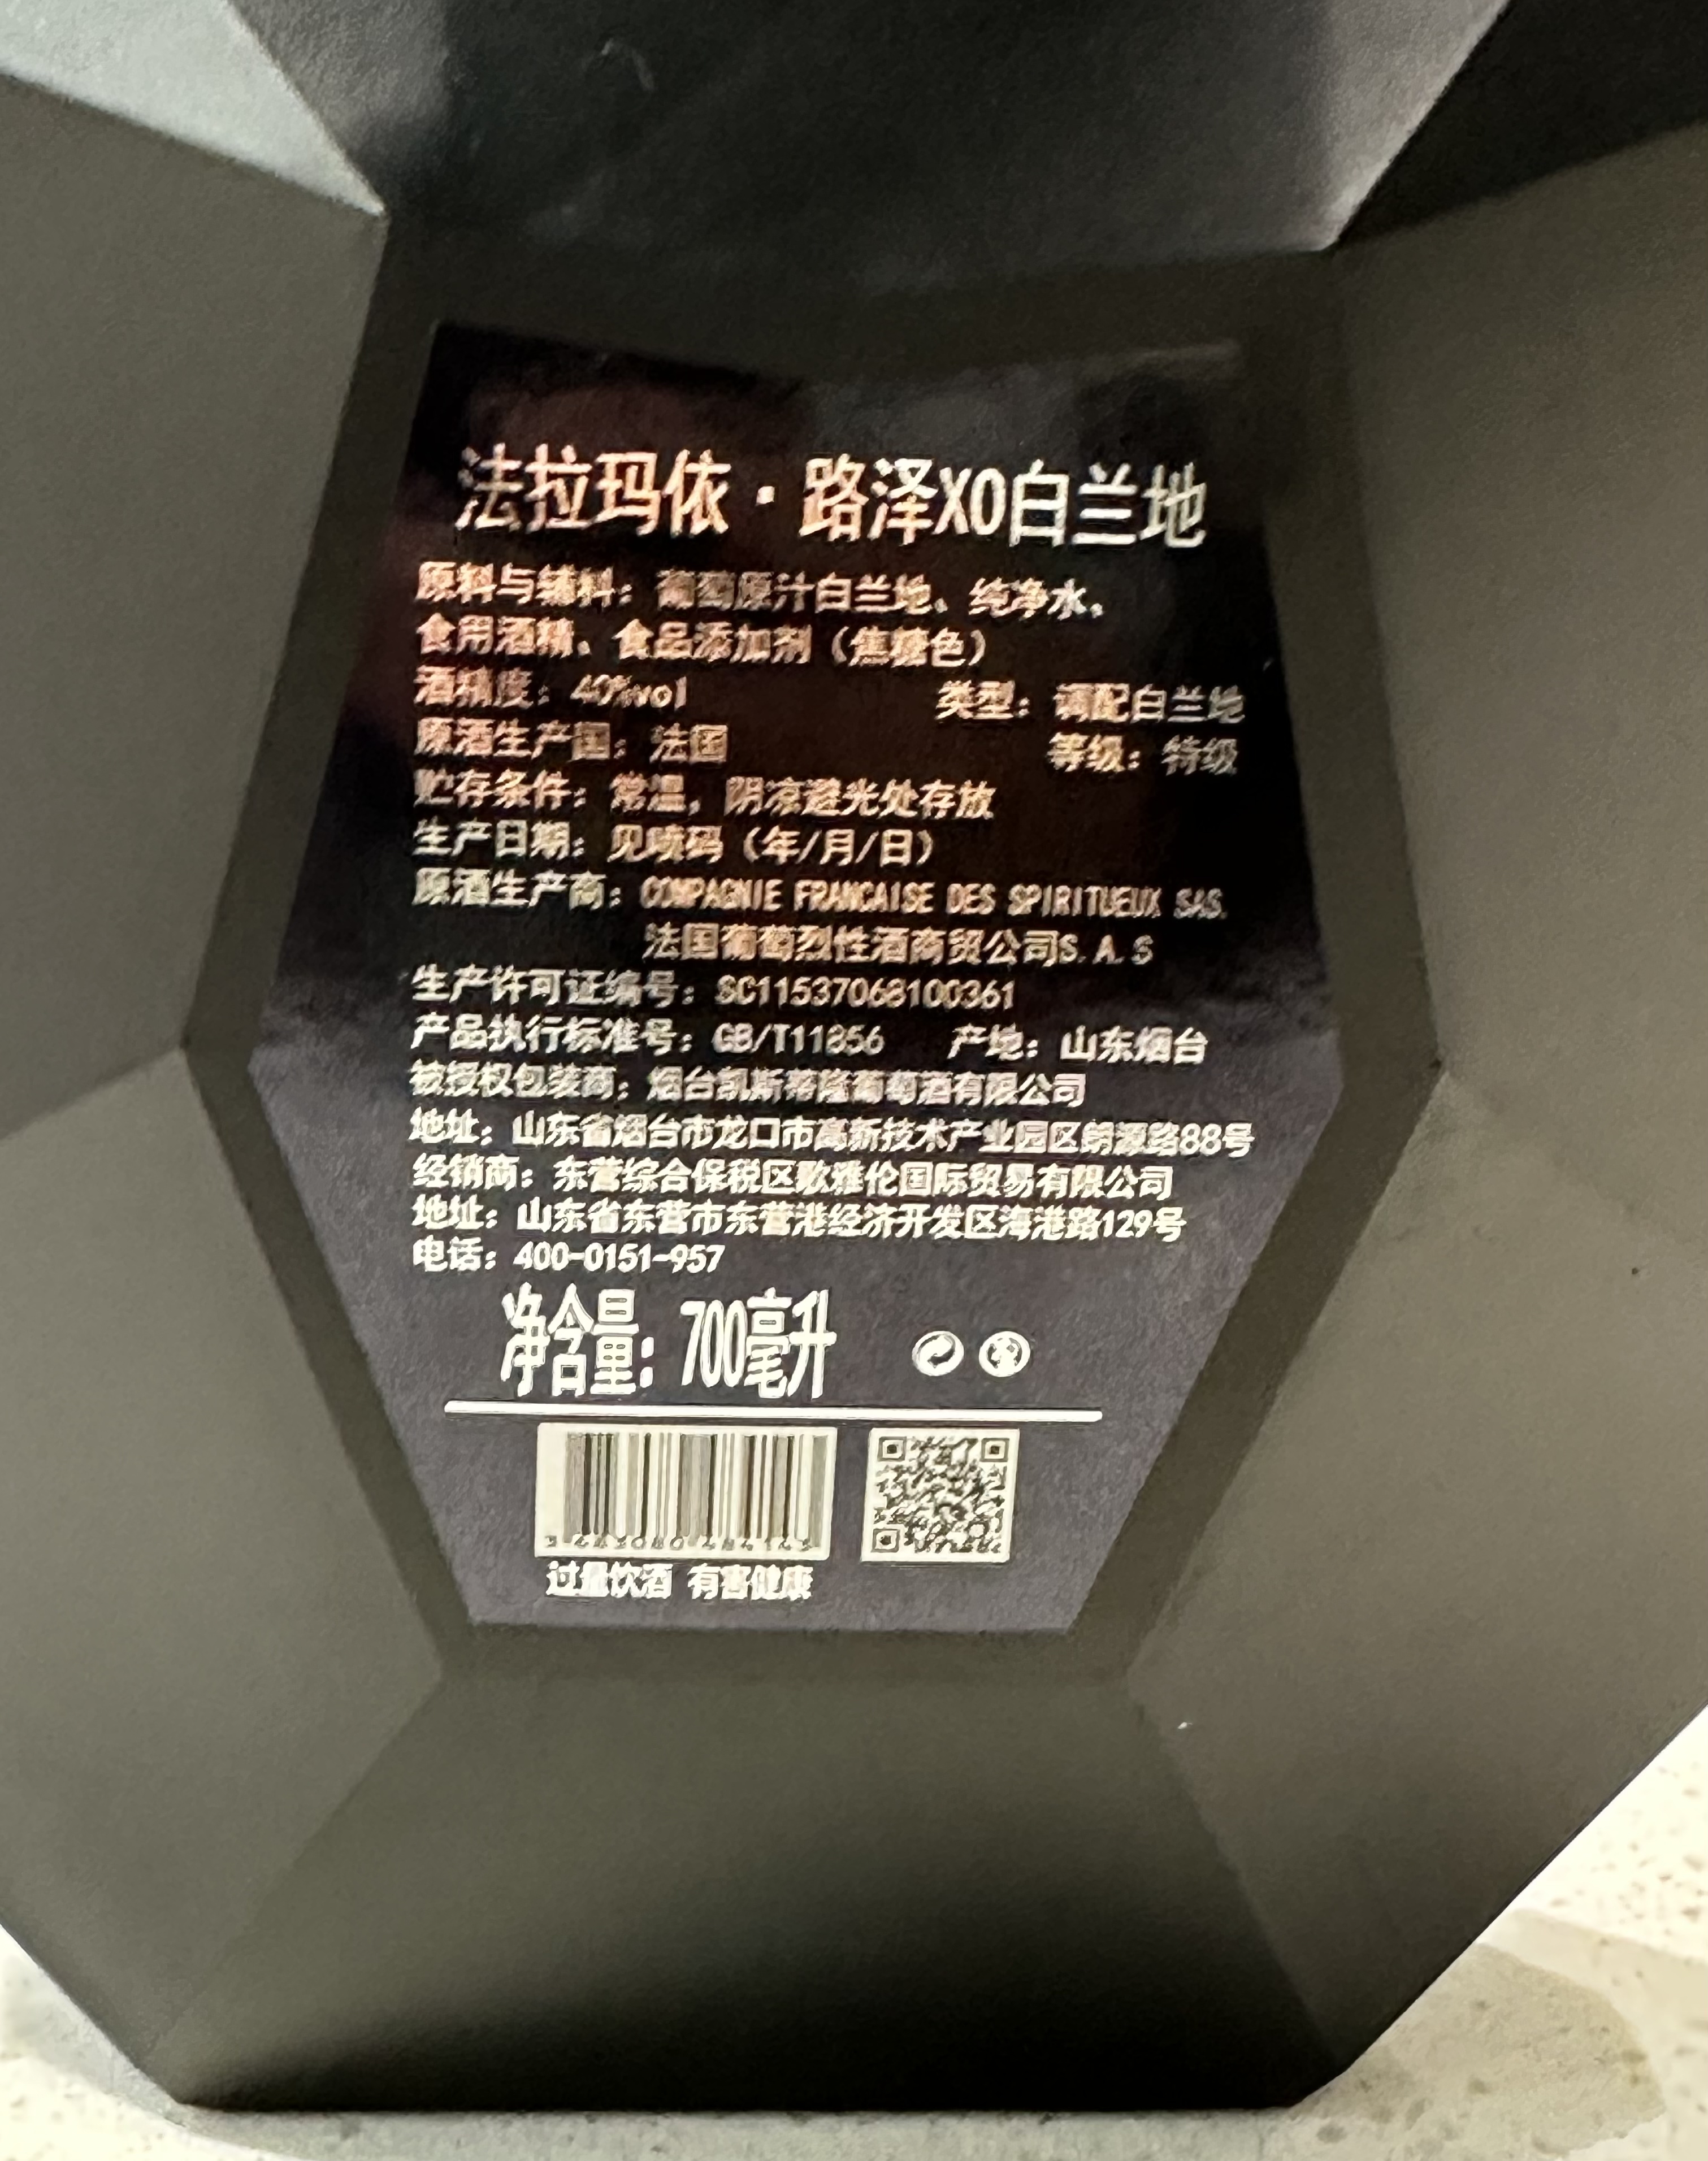 法拉玛依·路泽XO白兰地
原料与辅料：葡萄原汁白兰地、纯净水、
食用酒精、食品添加剂（焦糖色）
酒精度：40%vol 类型：调配白兰地
原酒生产国：法国 等级：特级
贮存条件：常温，阴凉避光处存放
生产日期：见喷码（年/月/日）
原酒生产商：COMPAGNIE FRANCAISE DES SPIRITUEUX SAS.
法国葡萄烈性酒商贸公司S.A.S
生产许可证编号：SC11537068100361
产品执行标准号：GB/T11856 产地：山东烟台
被授权包装商：烟台凯斯蒂隆葡萄酒有限公司
地址：山东省烟台市龙口市高新技术产业园区朗源路88号
经销商：东营综合保税区歌雅伦国际贸易有限公司
地址：山东省东营市东营港经济开发区海港路129号
电话：400-0151-957
净含量：700毫升
过量饮酒 有害健康